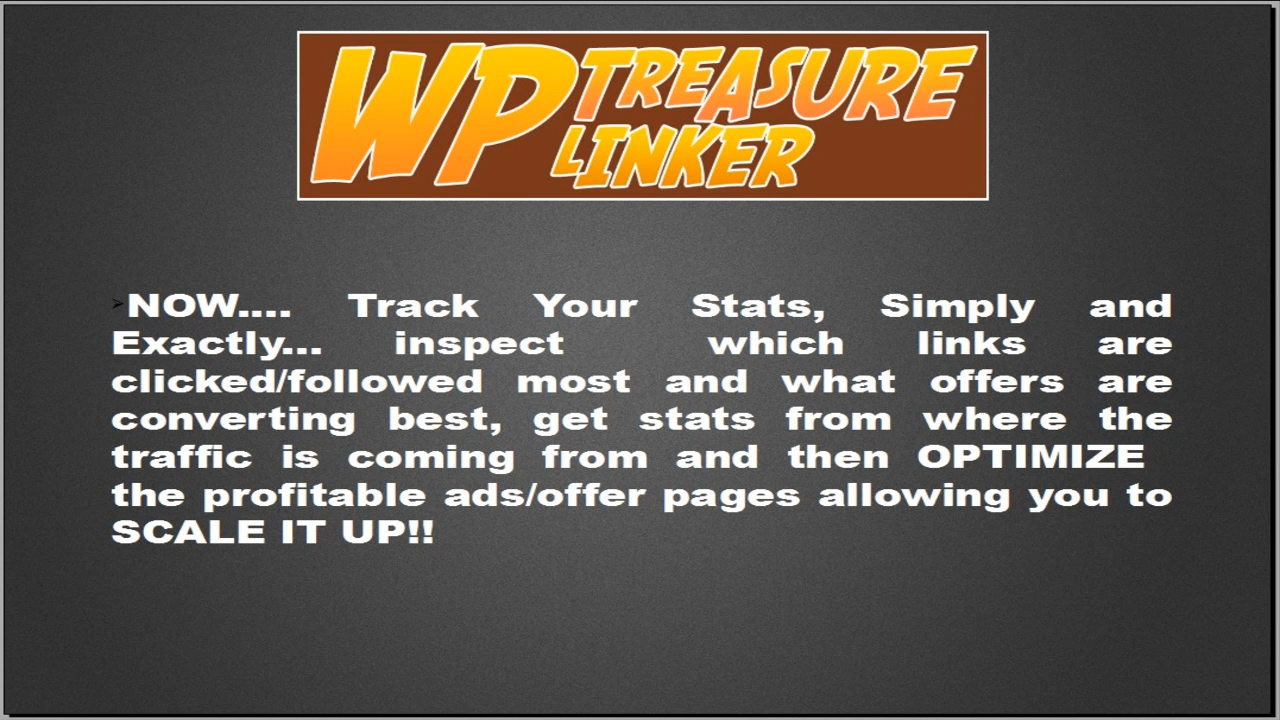 WP TREASURE
LINKER
➢NOW.... Track Your Stats, Simply and
Exactly... inspect which links are
clicked/followed most and what offers are
converting best, get stats from where the
traffic is coming from and then OPTIMIZE
the profitable ads/offer pages allowing you to
SCALE IT UP!!